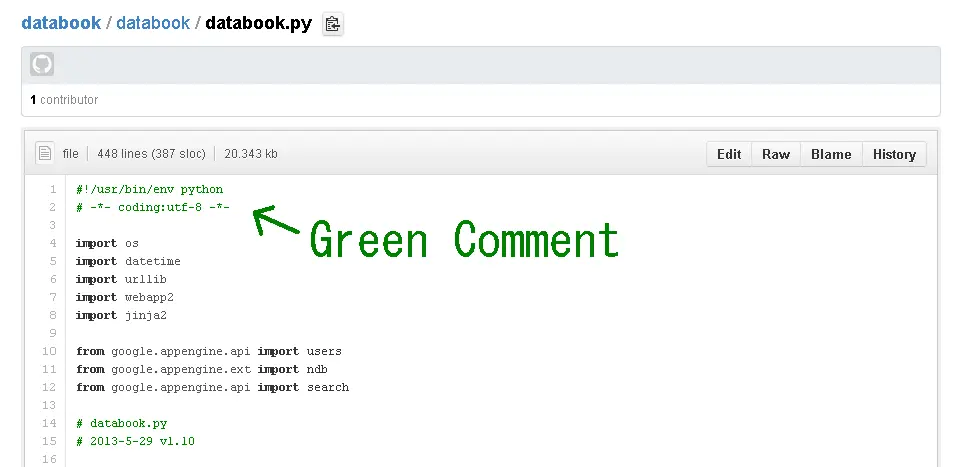 databook / databook / databook.py
1 contributor
file 448 lines (387 sloc) 20.343 kb Edit Raw Blame History
1 #!/usr/bin/env python
2 # -*- coding:utf-8 -*-
Green Comment
3
4 import os
5 import datetime
6 import urllib
7 import webapp2
8 import jinja2
9
10 from google.appengine.api import users
11 from google.appengine.ext import ndb
12 from google.appengine.api import search
13
14 # databook.py
15 # 2013-5-29 v1.10
16